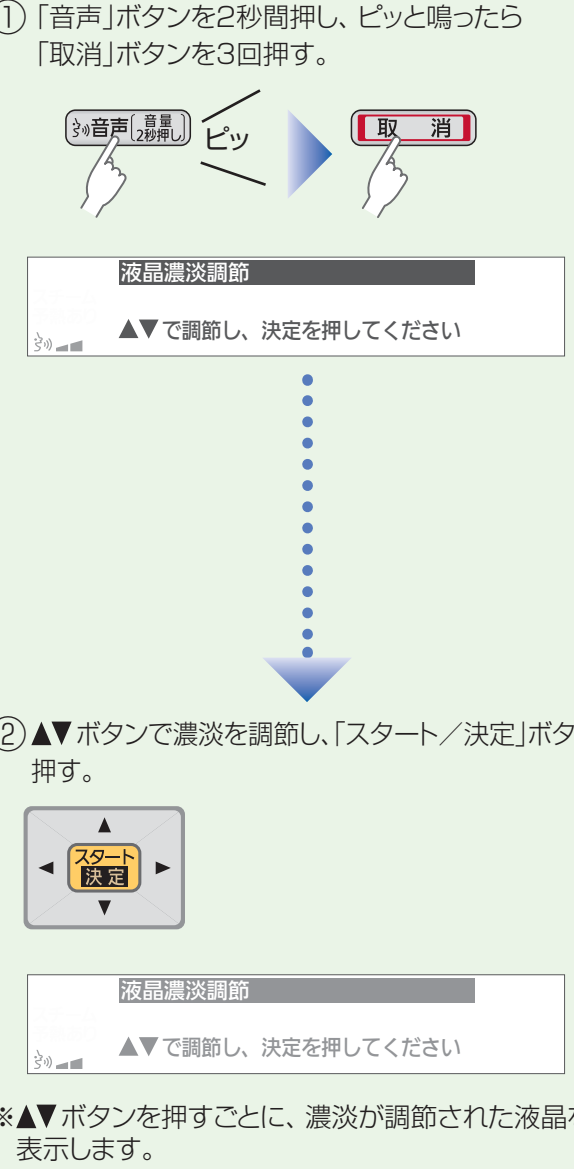 ①「音声」ボタンを2秒間押し、ピッと鳴ったら
「取消」ボタンを3回押す。
音声[音量 2秒押し] ピッ 取 消
液晶濃淡調節
▲▼で調節し、決定を押してください
②▲▼ボタンで濃淡を調節し、「スタート／決定」ボタ
押す。
▲
◀ スタート ▶
決定
▼
液晶濃淡調節
▲▼で調節し、決定を押してください
※▲▼ボタンを押すごとに、濃淡が調節された液晶を
表示します。